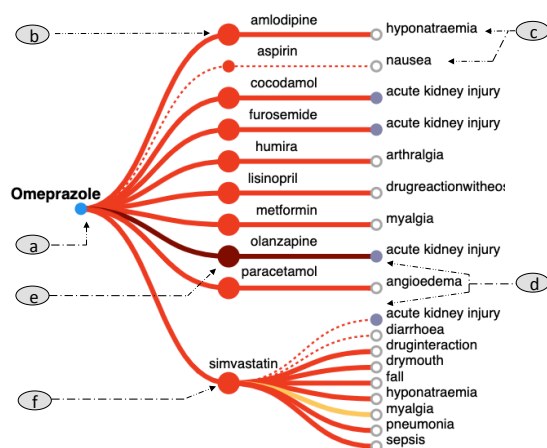 amlodipine
hyponatraemia
b
c
aspirin
nausea
cocodamol
acute kidney injury
furosemide
acute kidney injury
humira
arthralgia
lisinopril
Omeprazole
drugreactionwitheos
metformin
myalgia
a
olanzapine
acute kidney injury
e
paracetamol
angioedema
d
acute kidney injury
diarrhoea
druginteraction
simvastatin
drymouth
fall
f
hyponatraemia
myalgia
pneumonia
sepsis